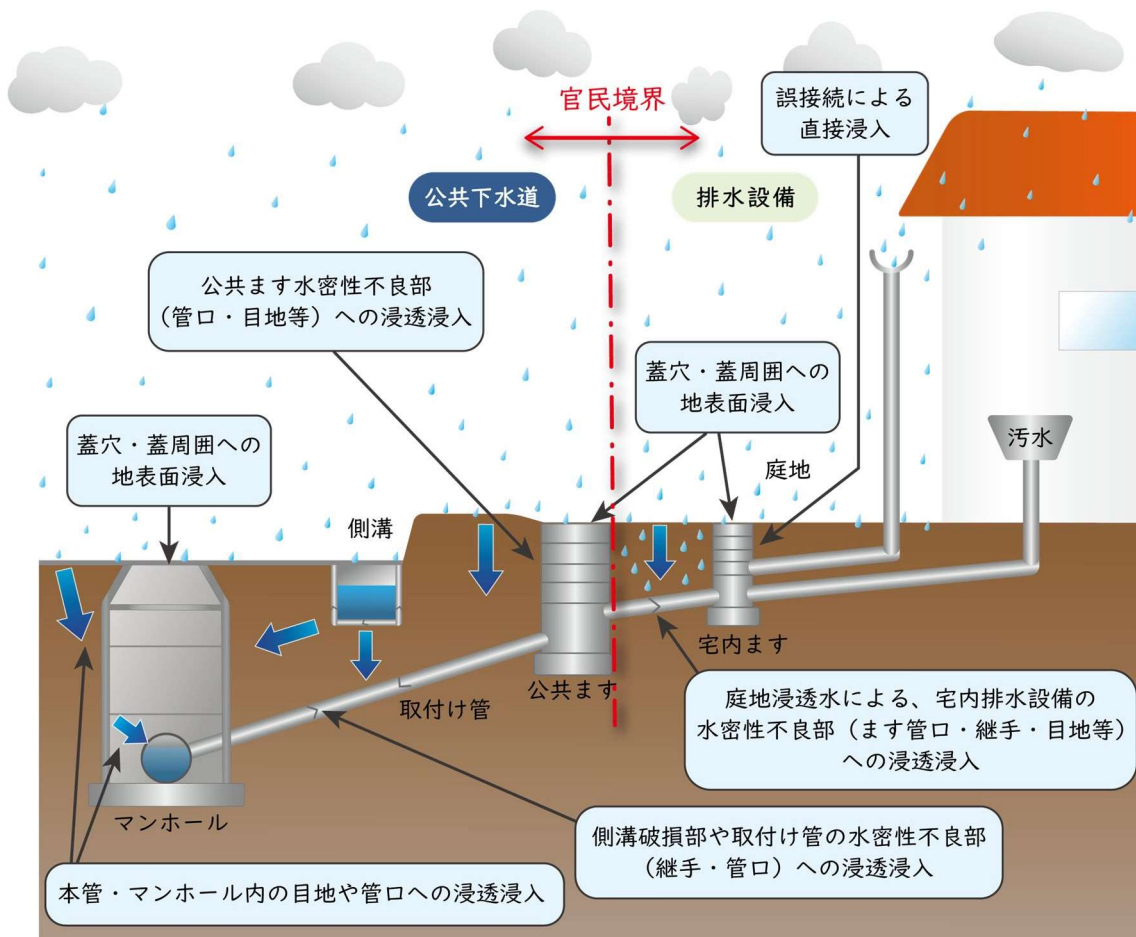 官民境界
誤接続による
直接浸入
公共下水道
排水設備
公共ます水密性不良部
（管口・目地等）への浸透浸入
蓋穴・蓋周囲への
地表面浸入
蓋穴・蓋周囲への
地表面浸入
汚水
庭地
側溝
宅内ます
公共ます
取付け管
庭地浸透水による、宅内排水設備の
水密性不良部（ます管口・継手・目地等）
への浸透浸入
マンホール
側溝破損部や取付け管の水密性不良部
（継手・管口）への浸透浸入
本管・マンホール内の目地や管口への浸透浸入